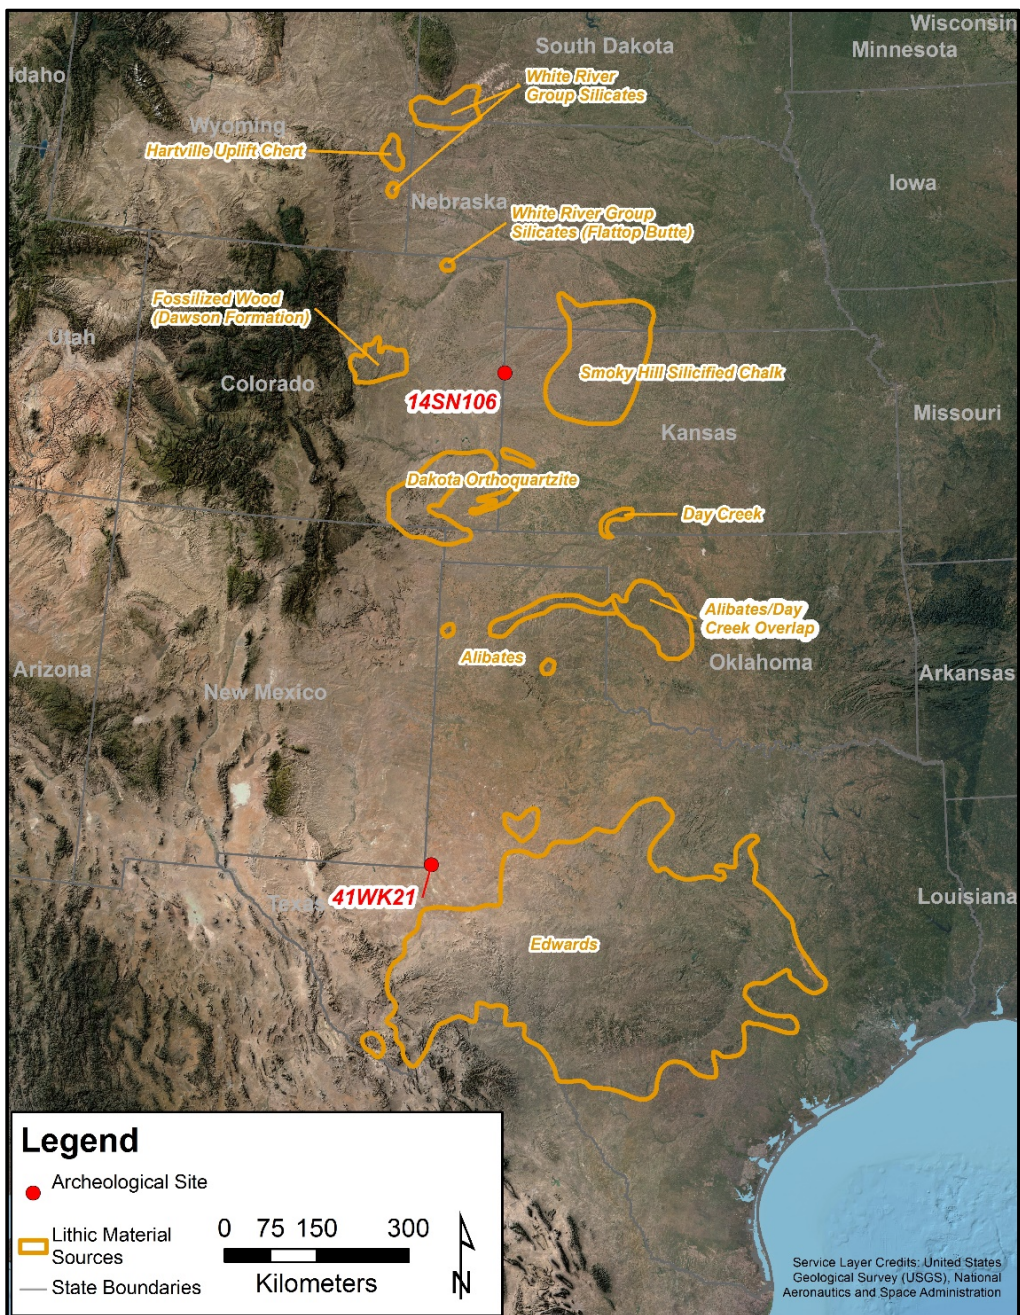 Wisconsin
South Dakota
Minnesota
Idaho
White River
Group Silicates
Wyoming
Hartville Uplift Chert
Iowa
Nebraska
White River Group
Silicates (Flattop Butte)
Fossilized Wood
(Dawson Formation)
Utah
Colorado
Smoky Hill Silicified Chalk
14SN106
Missouri
Kansas
Dakota Orthoquartzite
Day Creek
Alibates/Day
Creek Overlap
Alibates
Oklahoma
Arizona
Arkansas
New Mexico
41WK21
Texas
Louisiana
Edwards
Legend
Archeological Site
Lithic Material
Sources
State Boundaries
0 75 150 300
Kilometers
N
Service Layer Credits: United States
Geological Survey (USGS), National
Aeronautics and Space Administration